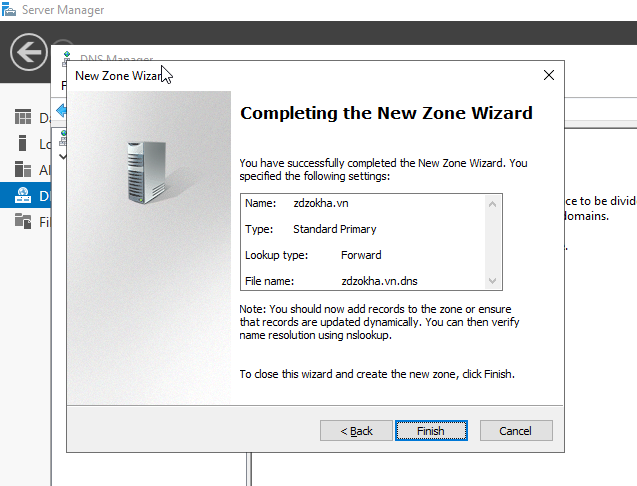 Server Manager
DNS Manager
New Zone Wizard
Completing the New Zone Wizard
You have successfully completed the New Zone Wizard. You
specified the following settings:
Name: zdzokha.vn
Type: Standard Primary
Lookup type: Forward
File name: zdzokha.vn.dns
Note: You should now add records to the zone or ensure
that records are updated dynamically. You can then verify
name resolution using nslookup.
To close this wizard and create the new zone, click Finish.
< Back
Finish
Cancel
F
Da
Lo
Al
D
Fi
ce to be divide
domains.